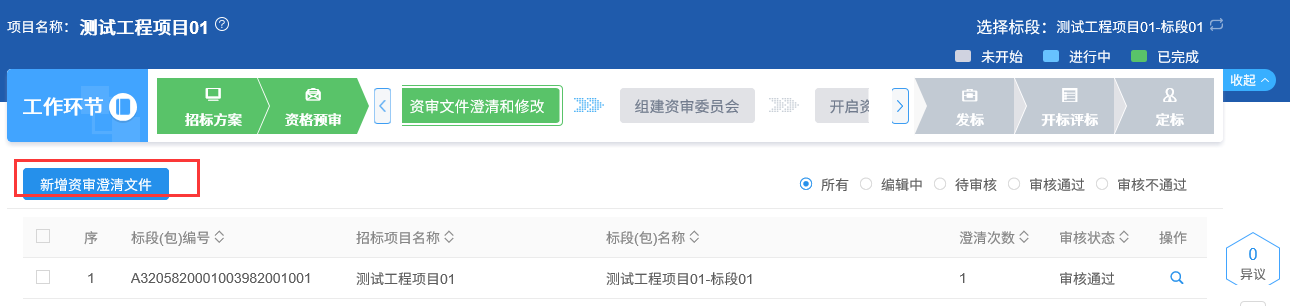 项目名称： 测试工程项目01 ?
选择标段： 测试工程项目01-标段01
未开始 进行中 已完成
收起
工作环节
招标方案
资格预审
资审文件澄清和修改
组建资审委员会
开启资
发标
开标评标
定标
新增资审澄清文件
所有 编辑中 待审核 审核通过 审核不通过
序 标段(包)编号 招标项目名称 标段(包)名称 澄清次数 审核状态 操作
1 A3205820001003982001001 测试工程项目01 测试工程项目01-标段01 1 审核通过
0
异议